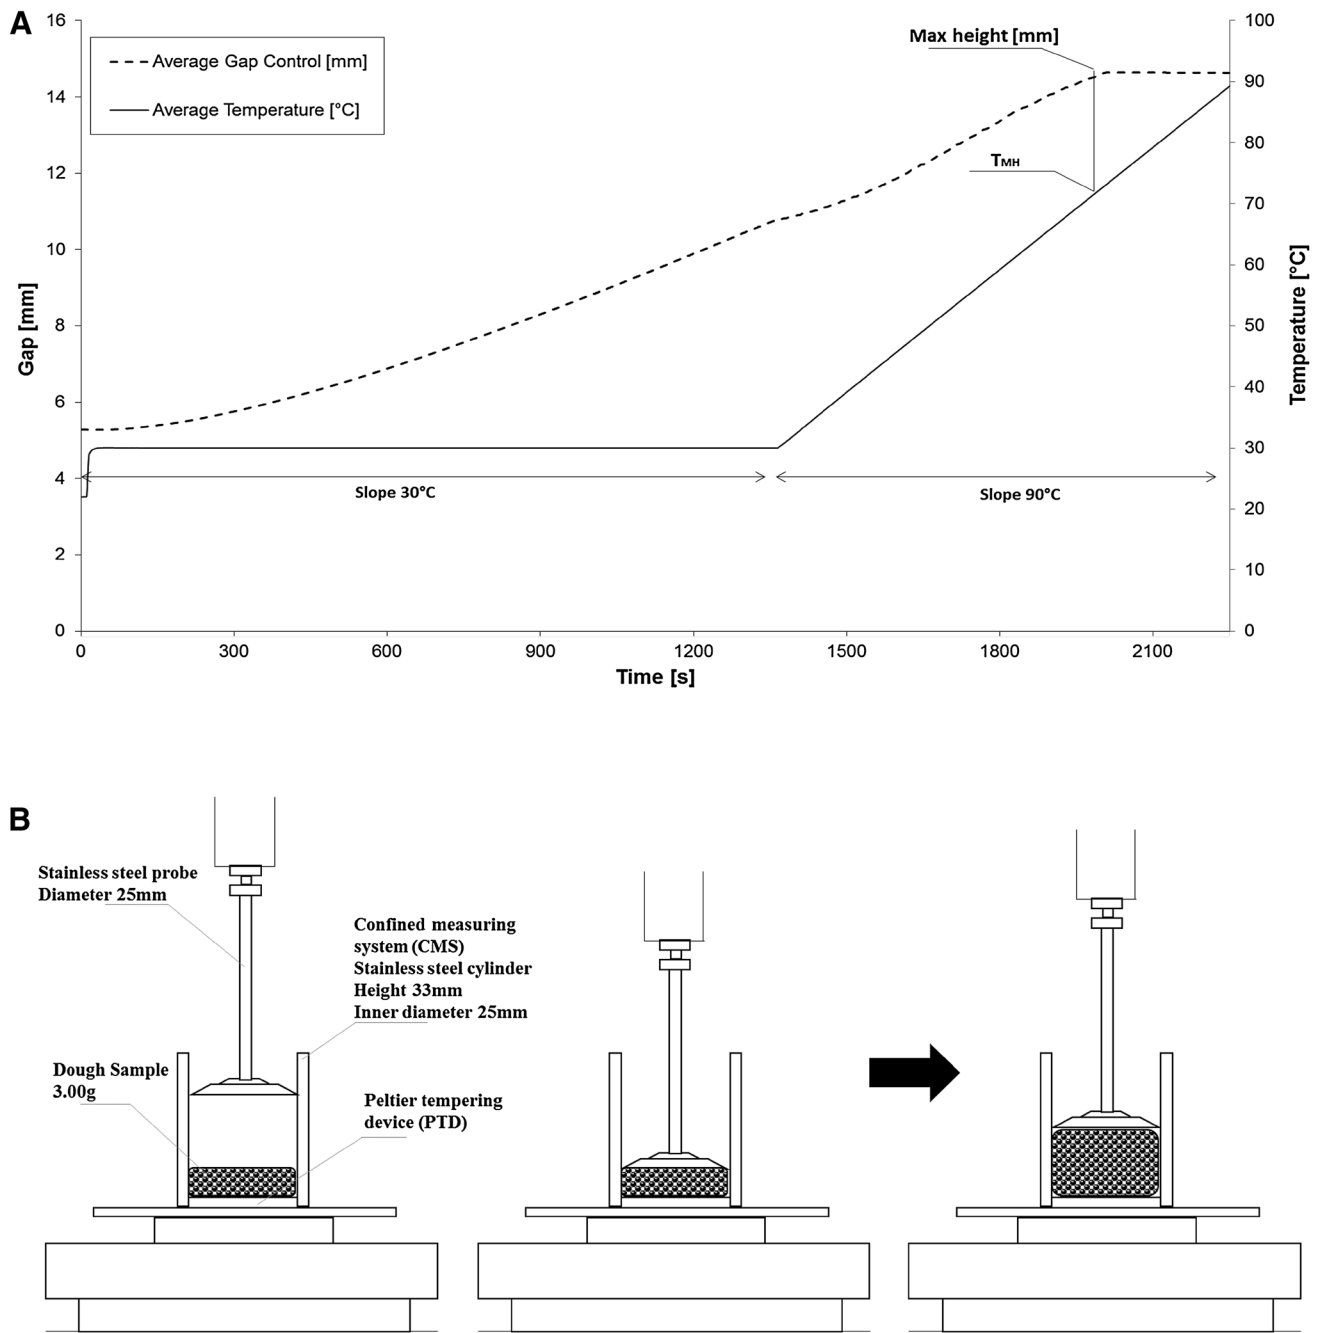 A
16
14
12
10
8
6
4
2
0
Gap [mm]
Average Gap Control [mm]
Average Temperature [°C]
Max height [mm]
TMH
Slope 30°C
Slope 90°C
100
90
80
70
60
50
40
30
20
10
0
Temperature [°C]
0 300 600 900 1200 1500 1800 2100
Time [s]
B
Stainless steel probe
Diameter 25mm
Confined measuring
system (CMS)
Stainless steel cylinder
Height 33mm
Inner diameter 25mm
Dough Sample
3.00g
Peltier tempering
device (PTD)